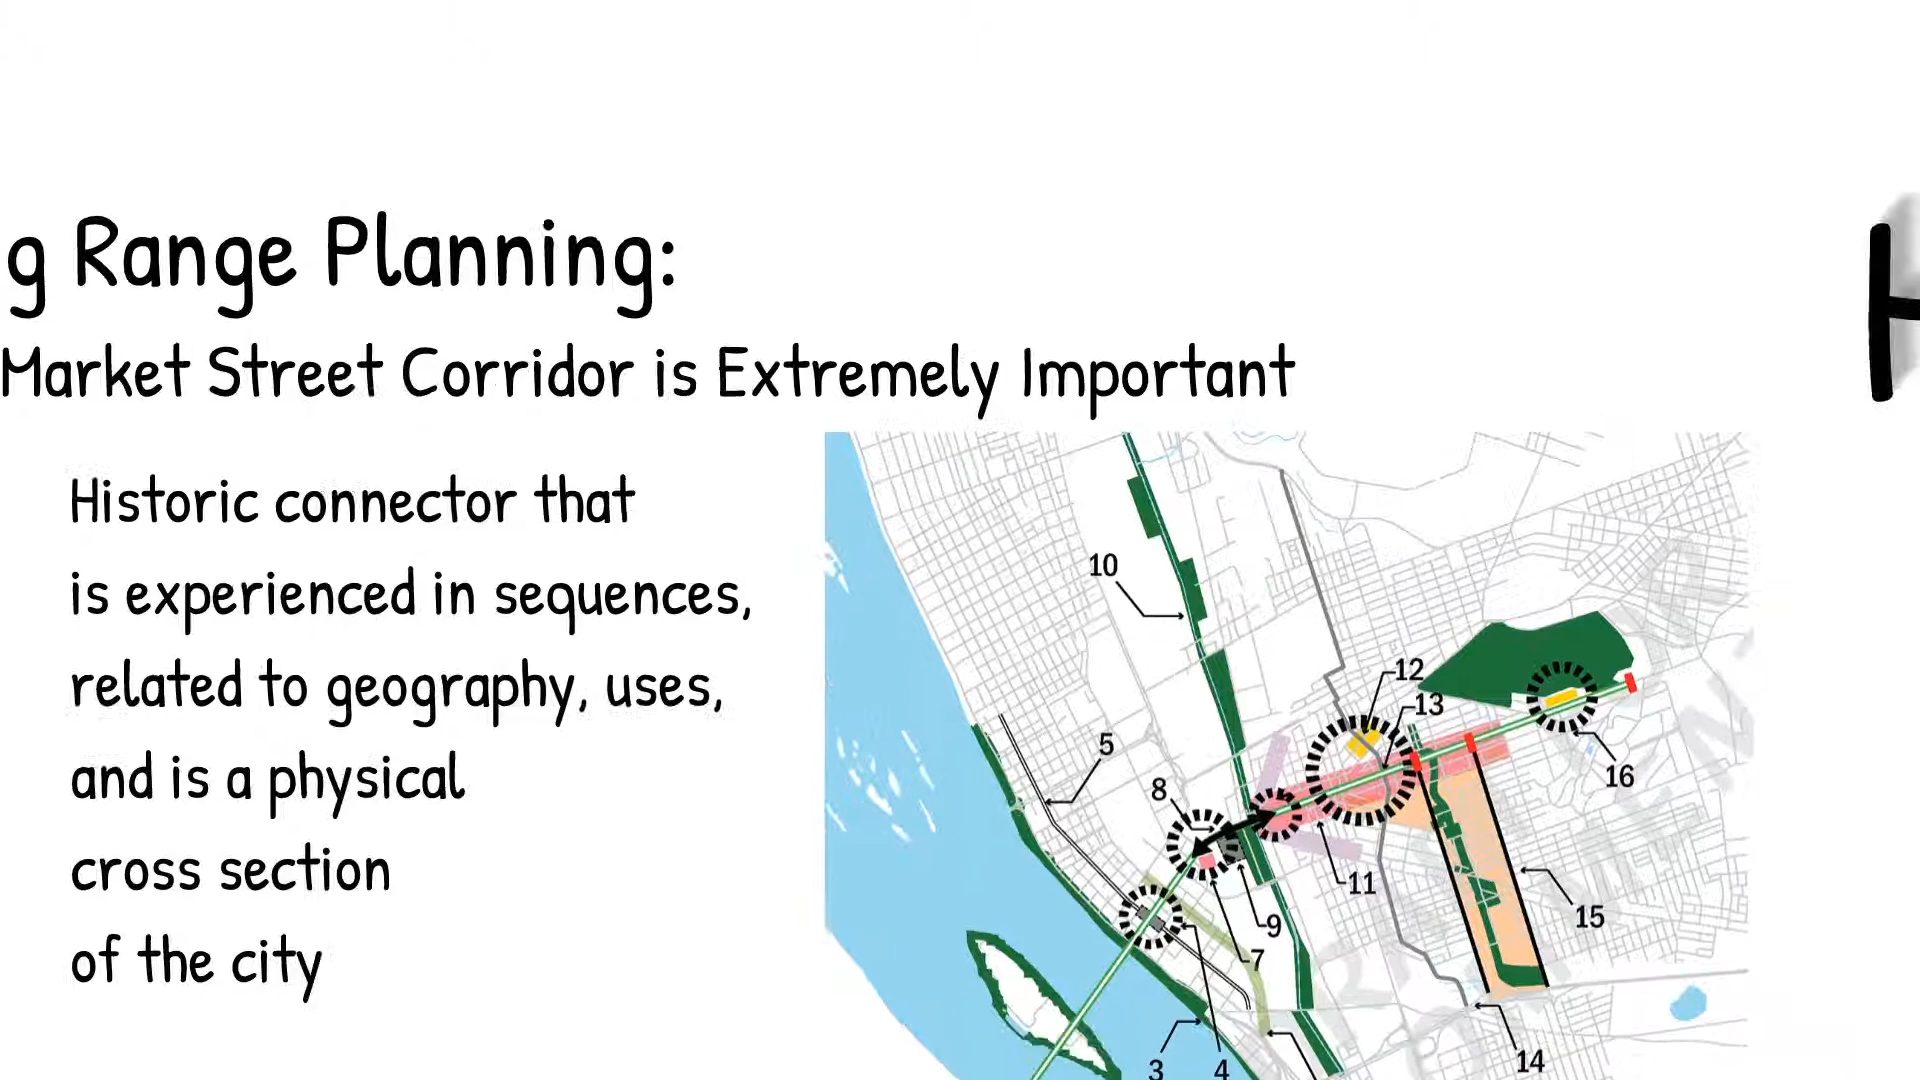 g Range Planning:
H
Market Street Corridor is Extremely Important
Historic connector that
is experienced in sequences,
related to geography, uses,
and is a physical
cross section
of the city
10
12
13
5
16
8
11
15
9
7
14
3
4